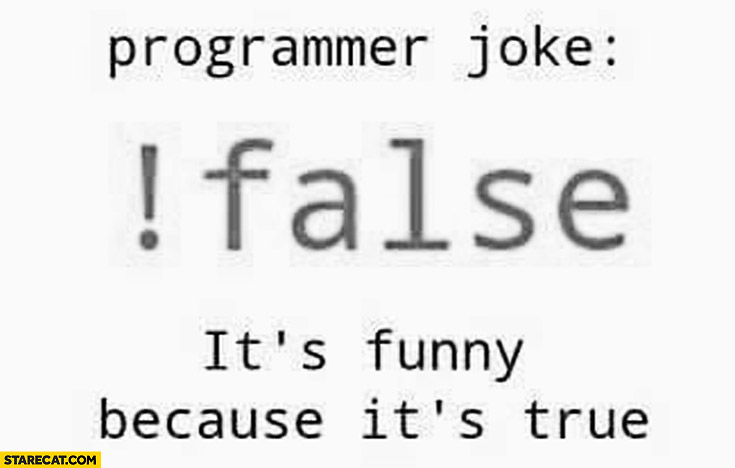 programmer joke:
!false
It's funny
because it's true
STARECAT.COM